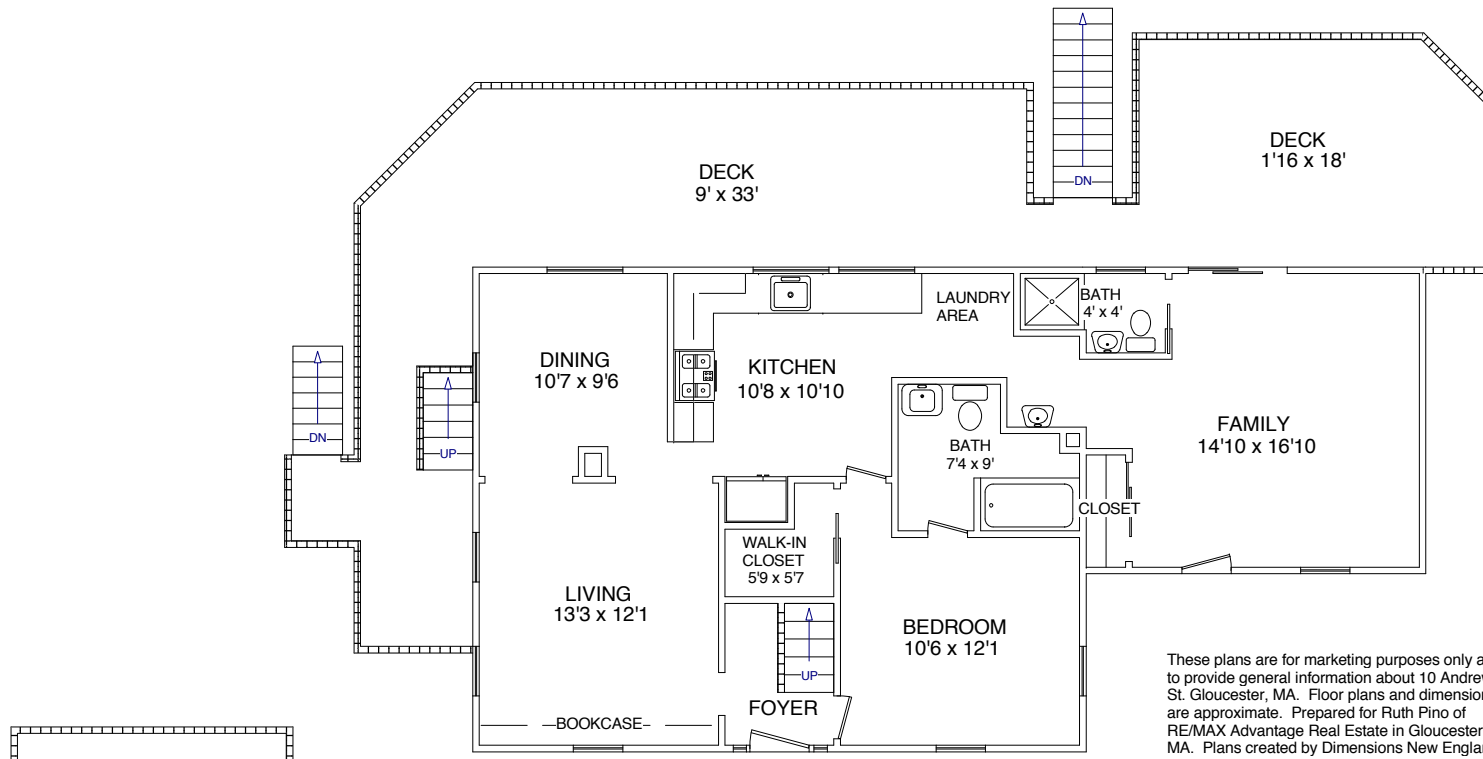 DECK
1'16 x 18'
DECK
9' x 33'
DN
LAUNDRY
AREA
BATH
4' x 4'
DINING
10'7 x 9'6
KITCHEN
10'8 x 10'10
FAMILY
14'10 x 16'10
DN
UP
BATH
7'4 x 9'
CLOSET
WALK-IN
CLOSET
5'9 x 5'7
LIVING
13'3 x 12'1
BEDROOM
10'6 x 12'1
UP
FOYER
BOOKCASE
These plans are for marketing purposes only
to provide general information about 10
St. Gloucester, MA. Floor plans and
are approximate. Prepared for Ruth Pino of
RE/MAX Advantage Real Estate in Gloucester
MA. Plans created by Dimensions New